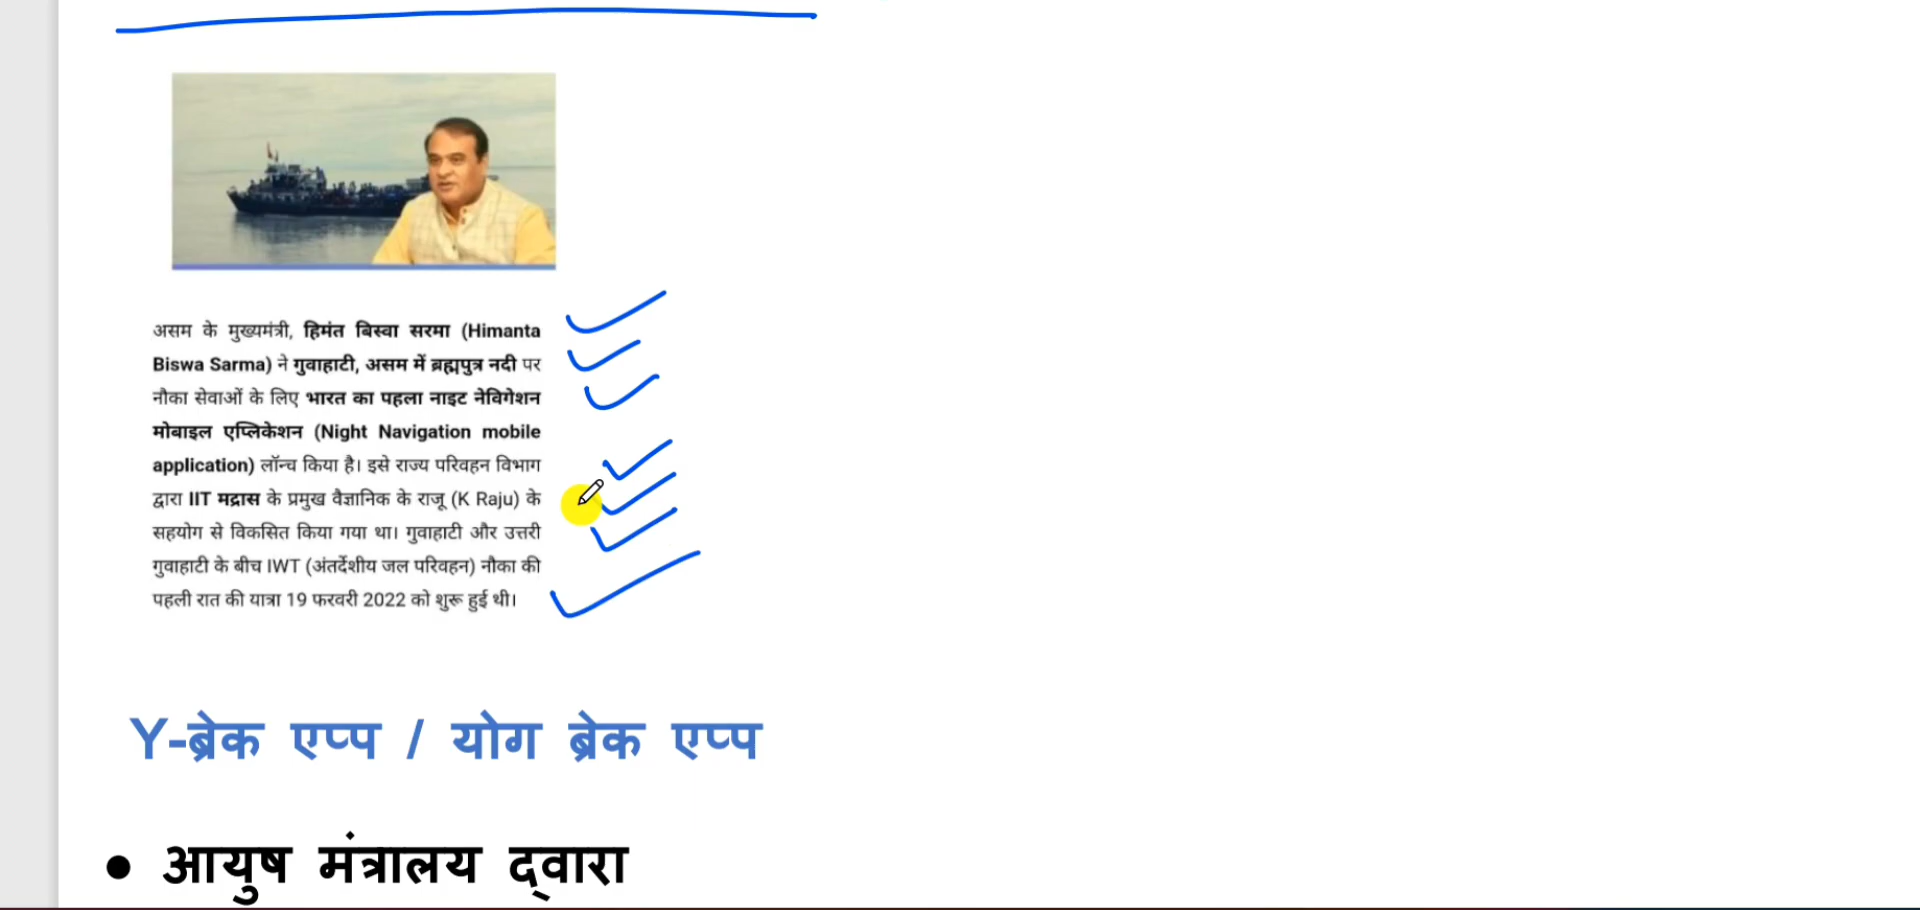 असम के मुख्यमंत्री, हिमंत बिस्वा सरमा (Himanta
Biswa Sarma) ने गुवाहाटी, असम में ब्रह्मपुत्र नदी पर
नौका सेवाओं के लिए भारत का पहला नाइट नेविगेशन
मोबाइल एप्लिकेशन (Night Navigation mobile
application) लॉन्च किया है। इसे राज्य परिवहन विभाग
द्वारा IIT मद्रास के प्रमुख वैज्ञानिक के राजू (K Raju) के
सहयोग से विकसित किया गया था। गुवाहाटी और उत्तरी
गुवाहाटी के बीच IWT (अंतर्देशीय जल परिवहन) नौका की
पहली रात की यात्रा 19 फरवरी 2022 को शुरू हुई थी।
Y-ब्रेक एप्प / योग ब्रेक एप्प
● आयुष मंत्रालय द्वारा